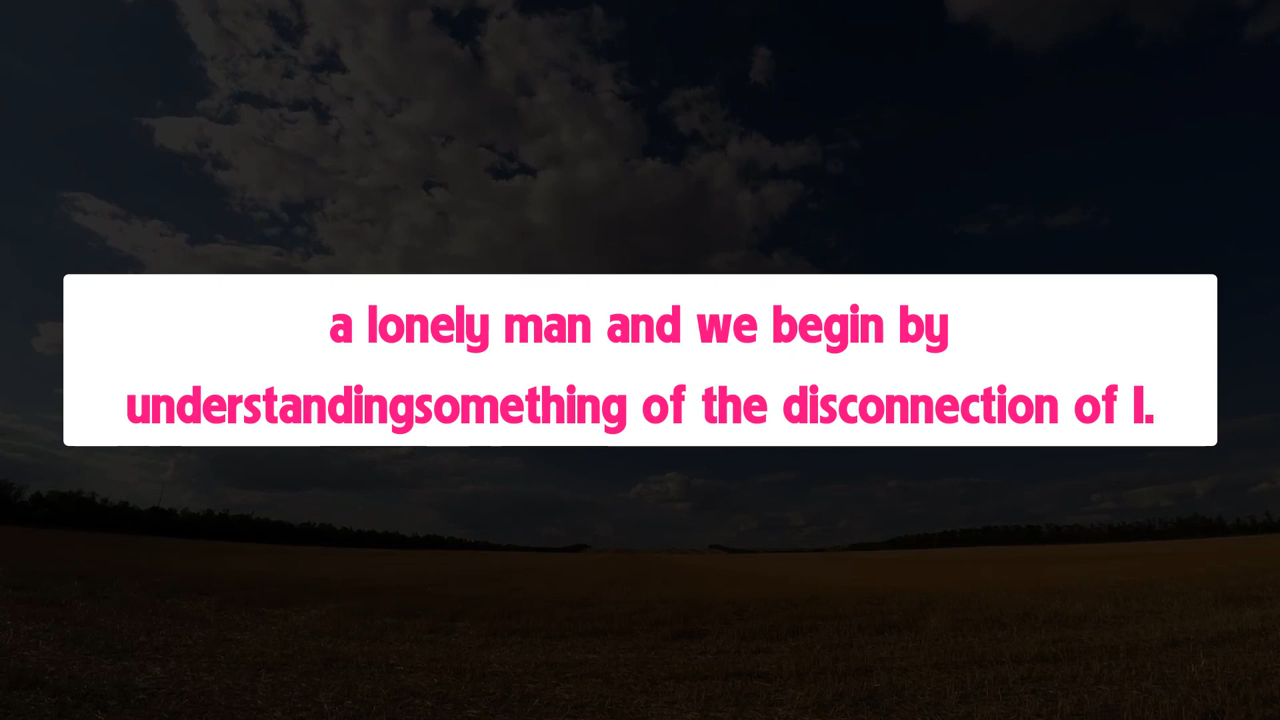 a lonely man and we begin by
understandingsomething of the disconnection of I.